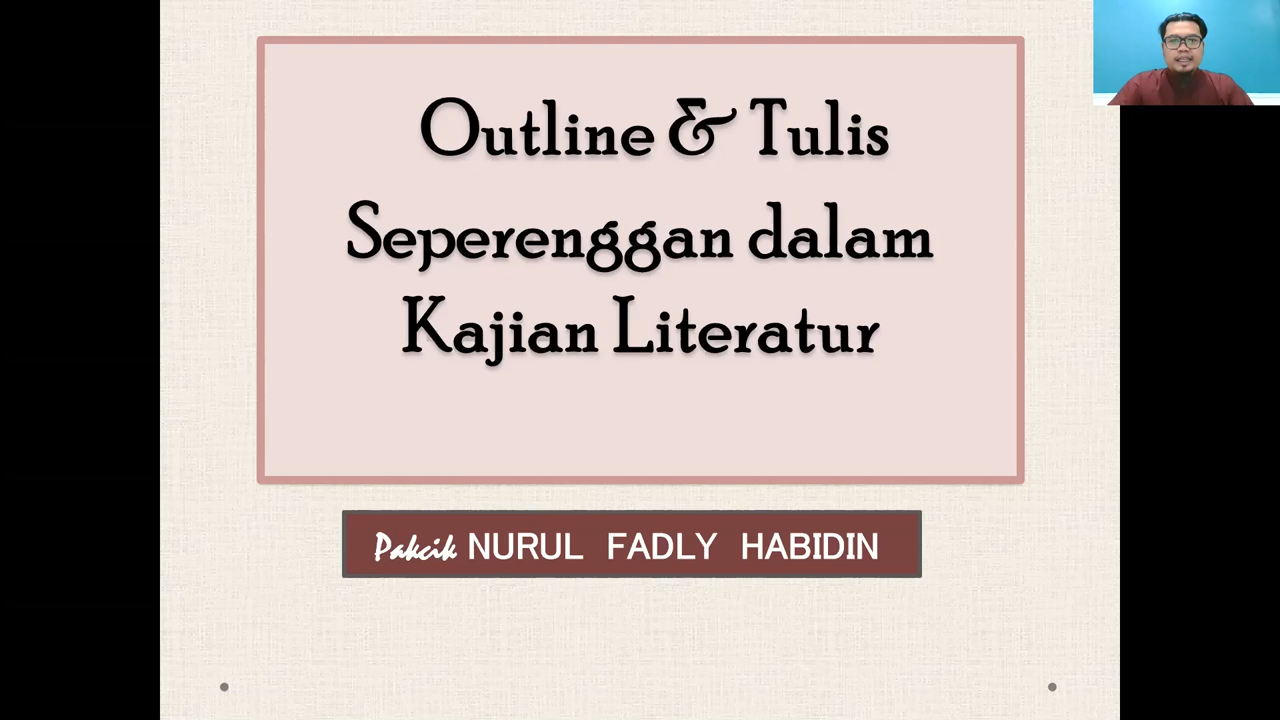 Outline & Tulis
Seperenggan dalam
Kajian Literatur
Pakcik NURUL FADLY HABIDIN